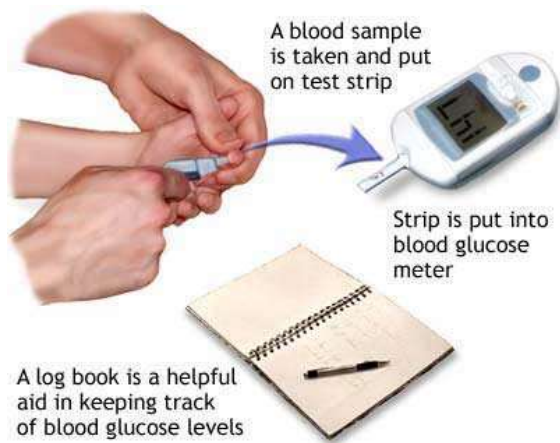 A blood sample
is taken and put
on test strip
Strip is put into
blood glucose
meter
A log book is a helpful
aid in keeping track
of blood glucose levels